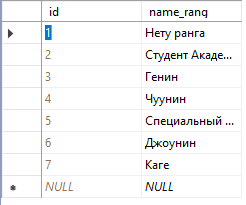 id name_rang
1 Нету ранга
2 Студент Акаде...
3 Генин
4 Чуунин
5 Специальный ...
6 Джоунин
7 Каге
NULL NULL